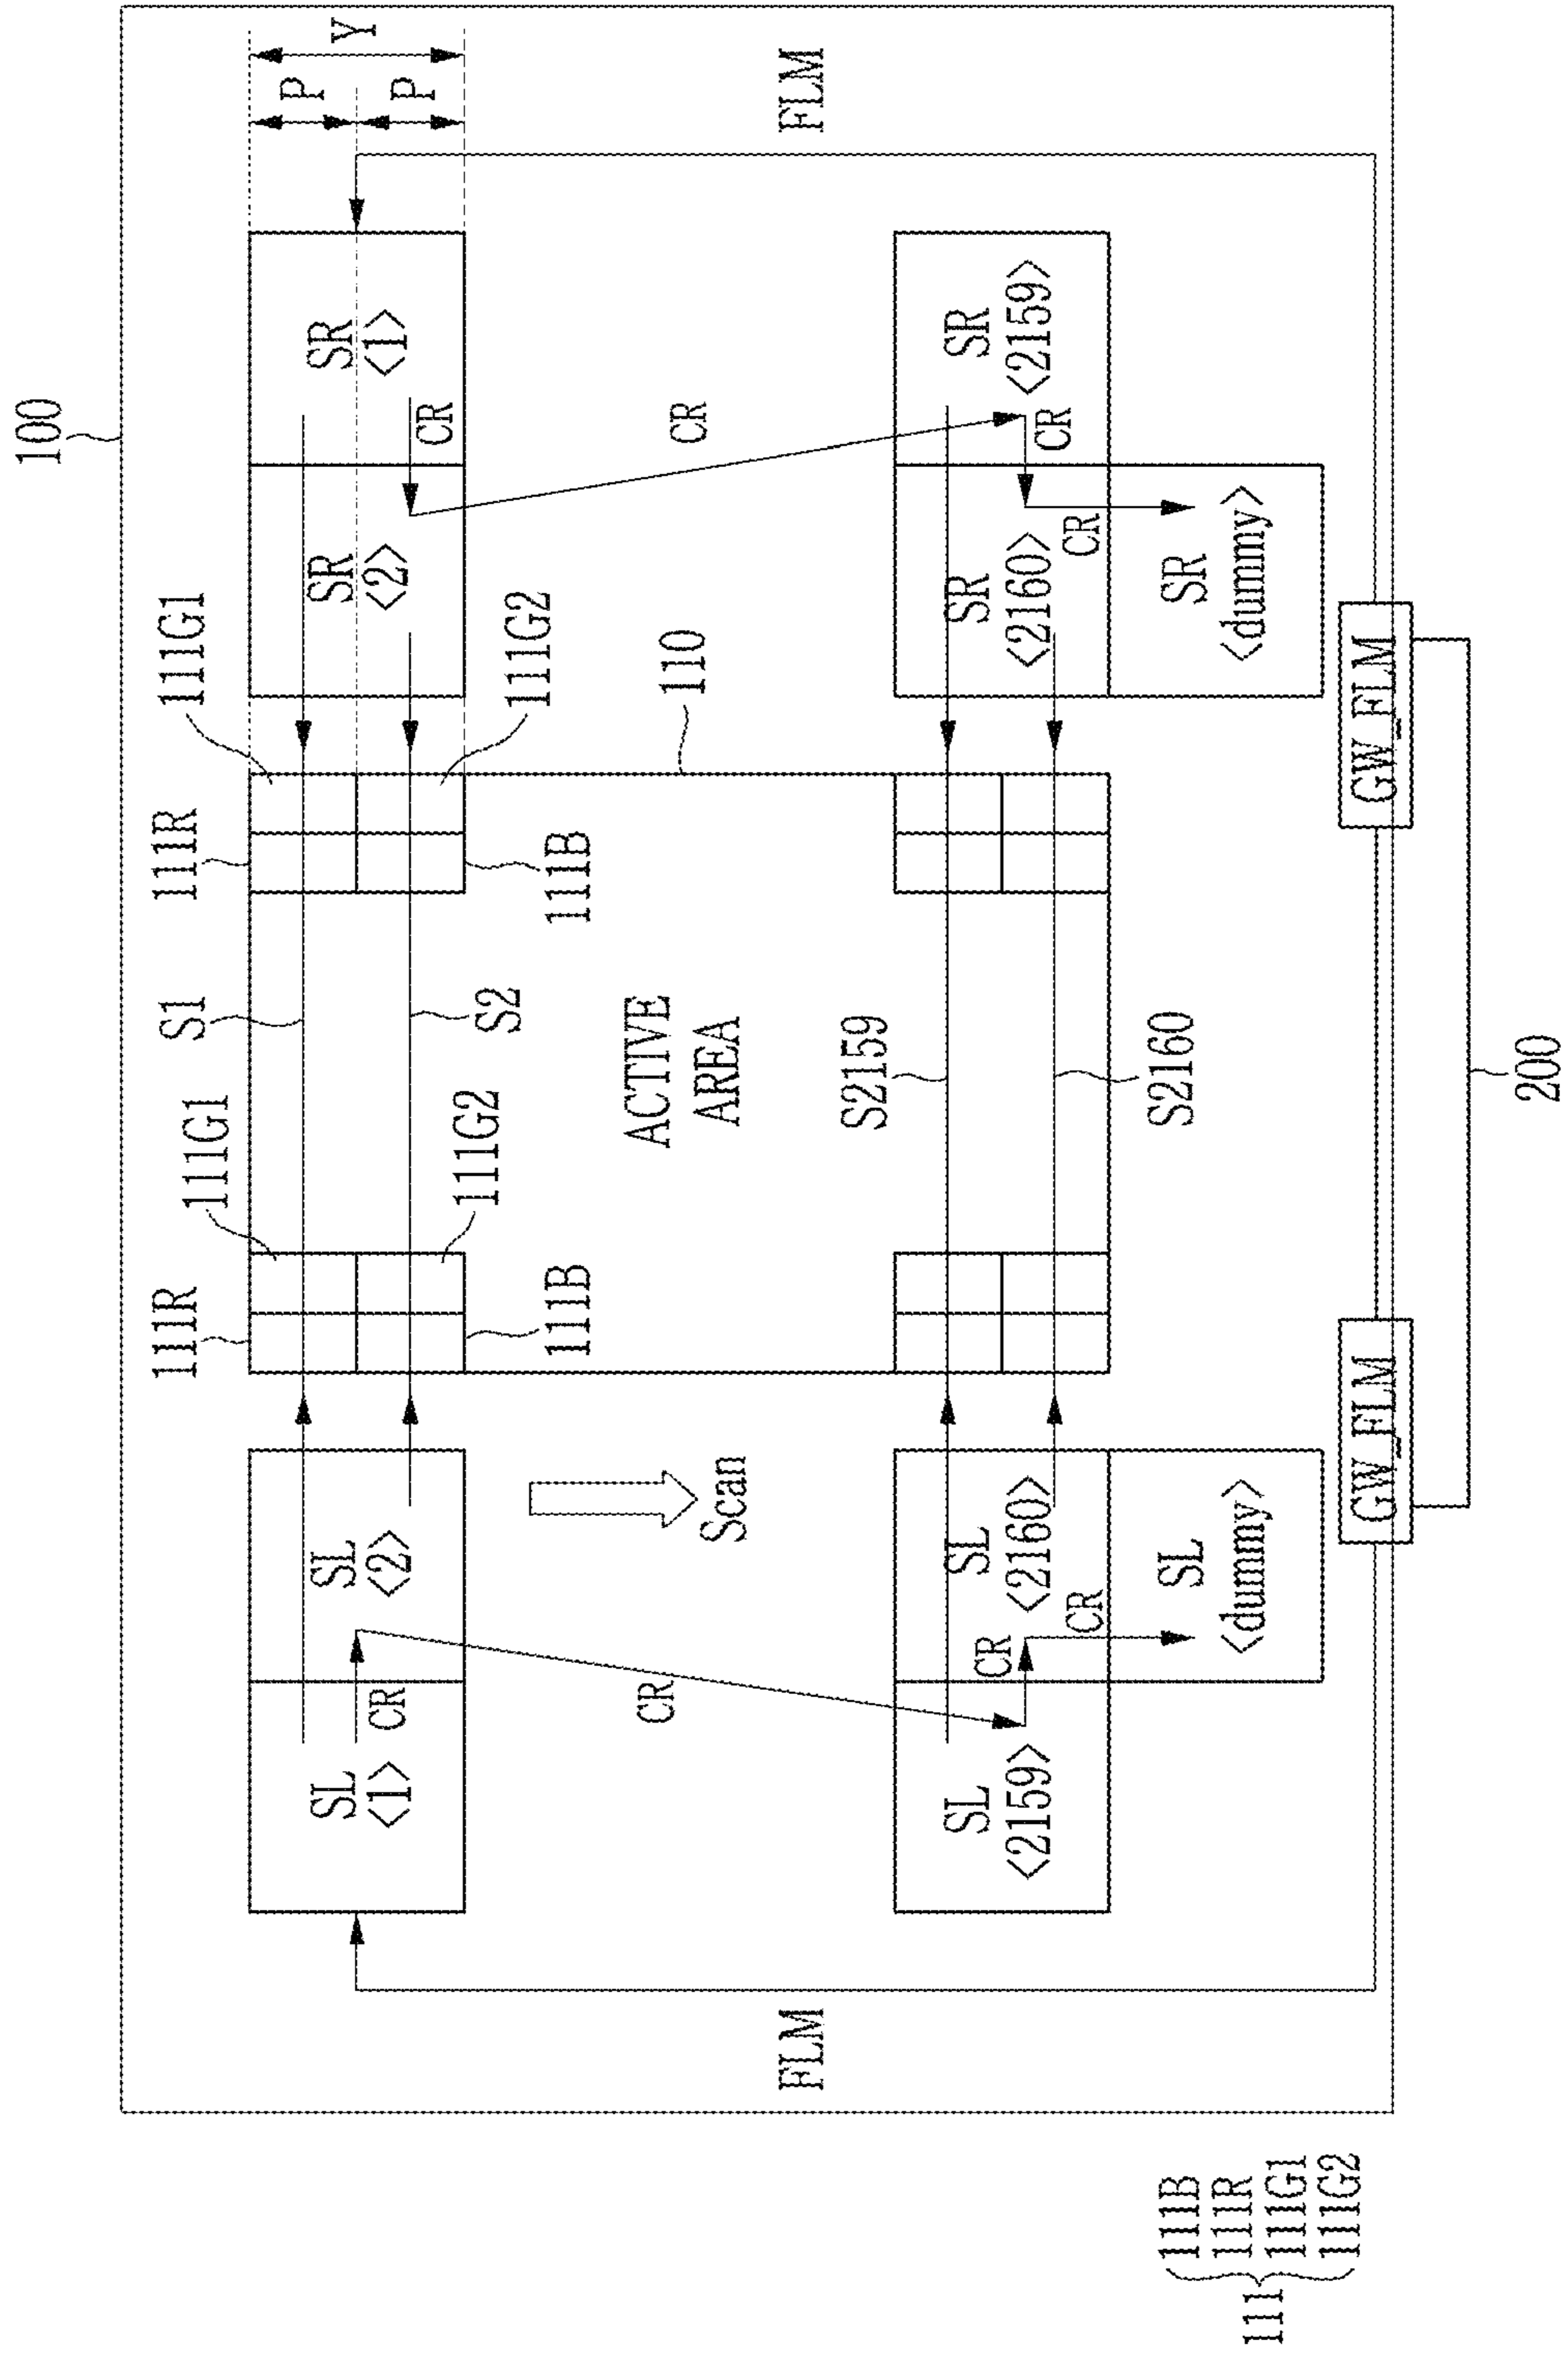 100
111R
111G1
S1
111R
111G1
P
P
Y
SL
<1>
CR
SL
<2>
SR
<2>
SR
<1>
CR
S2
111B
111G2
111B
111G2
Scan
ACTIVE
AREA
110
CR
CR
FLM
FLM
S2159
SL
<2159>
CR
SL
<2160>
CR
SR
<2160>
CR
SR
<2159>
CR
S2160
SL
<dummy>
SR
<dummy>
GW_FLM
GW_FLM
200
111
111B
111R
111G1
111G2